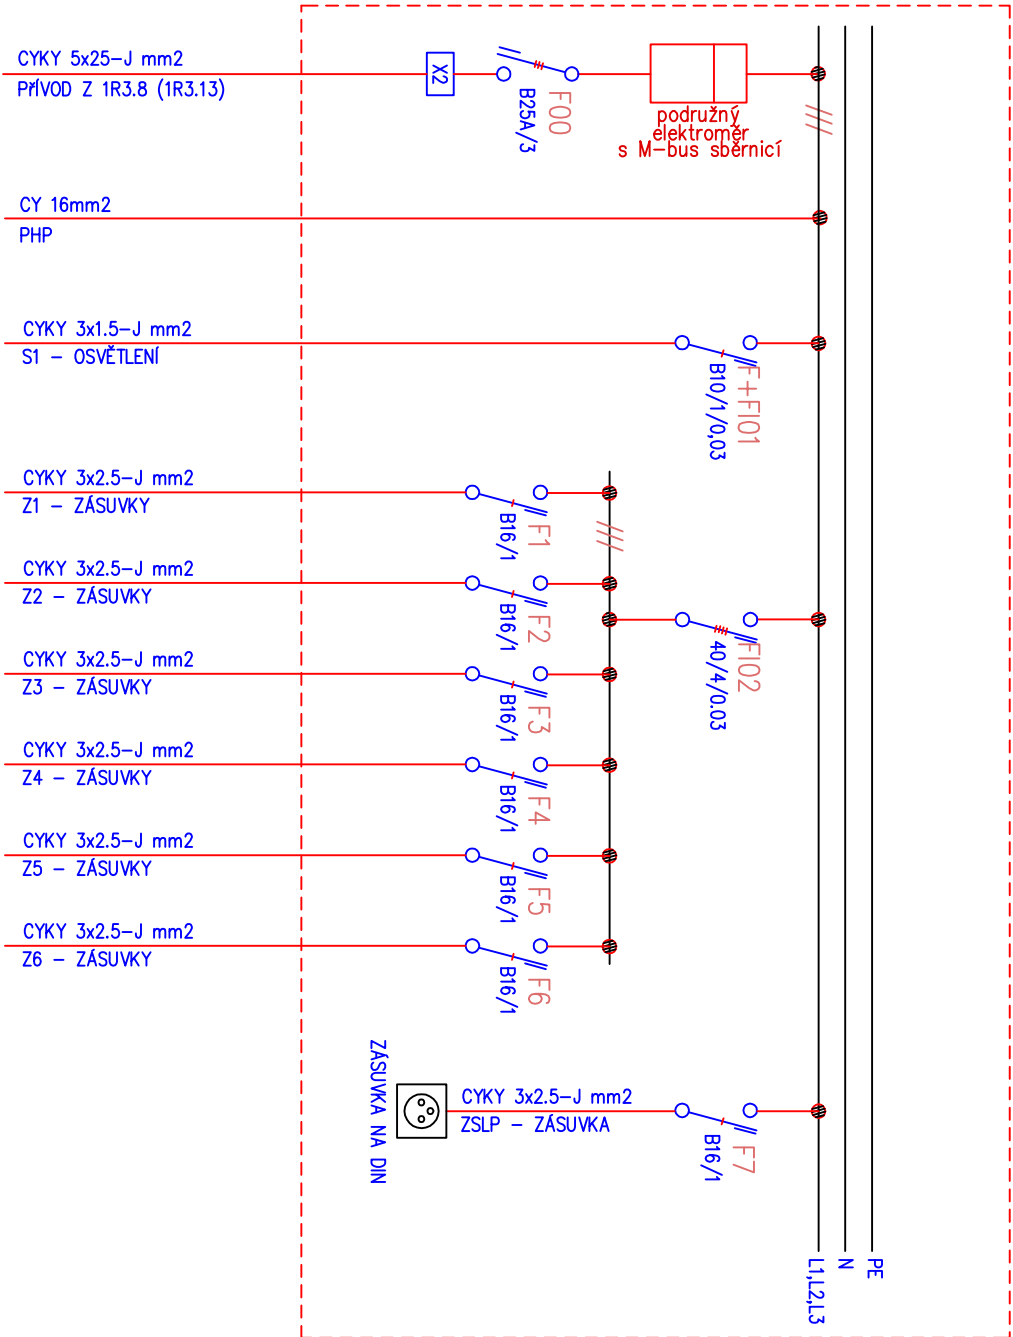 CYKY 5x25-J mm2
PŘÍVOD Z 1R3.8 (1R3.13)
X2
F00
B25A/3
podružný
elektroměr
s M-bus sběrnicí
CY 16mm2
PHP
CYKY 3x1.5-J mm2
S1 - OSVĚTLENÍ
F+FI01
B10/1/0,03
CYKY 3x2.5-J mm2
Z1 - ZÁSUVKY
F1
B16/1
CYKY 3x2.5-J mm2
Z2 - ZÁSUVKY
F2
B16/1
FI02
40/4/0.03
CYKY 3x2.5-J mm2
Z3 - ZÁSUVKY
F3
B16/1
CYKY 3x2.5-J mm2
Z4 - ZÁSUVKY
F4
B16/1
CYKY 3x2.5-J mm2
Z5 - ZÁSUVKY
F5
B16/1
CYKY 3x2.5-J mm2
Z6 - ZÁSUVKY
F6
B16/1
ZÁSUVKA NA DIN
CYKY 3x2.5-J mm2
ZSLP - ZÁSUVKA
F7
B16/1
L1,L2,L3
N
PE